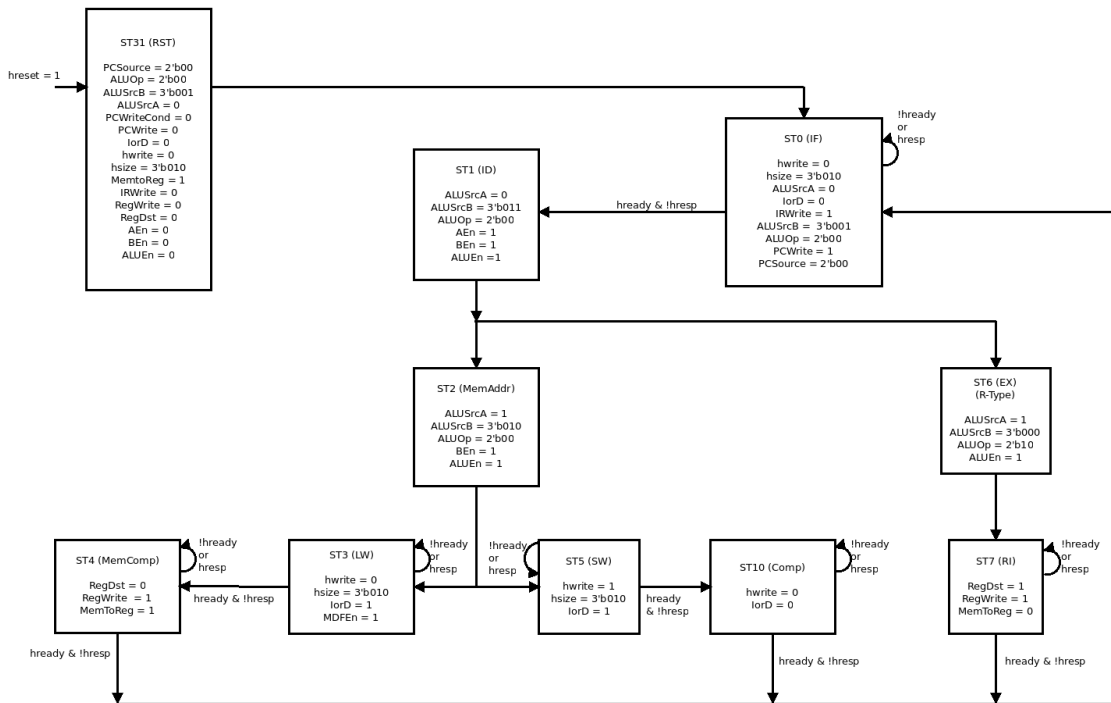 hreset = 1
ST31 (RST)
PCSource = 2'b00
ALUOp = 2'b00
ALUSrcB = 3'b001
ALUSrcA = 0
PCWriteCond = 0
PCWrite = 0
IorD = 0
hwrite = 0
hsize = 3'b010
MemtoReg = 1
IRWrite = 0
RegWrite = 0
RegDst = 0
AEn = 0
BEn = 0
ALUEn = 0
ST0 (IF)
hwrite = 0
hsize = 3'b010
ALUSrcA = 0
IorD = 0
IRWrite = 1
ALUSrcB =  3'b001
ALUOp = 2'b00
PCWrite = 1
PCSource = 2'b00
!hready
or
hresp
hready & !hresp
ST1 (ID)
ALUSrcA = 0
ALUSrcB = 3'b011
ALUOp = 2'b00
AEn = 1
BEn = 1
ALUEn =1
ST2 (MemAddr)
ALUSrcA = 1
ALUSrcB = 3'b010
ALUOp = 2'b00
BEn = 1
ALUEn = 1
ST6 (EX)
(R-Type)
ALUSrcA = 1
ALUSrcB = 3'b000
ALUOp = 2'b10
ALUEn = 1
ST4 (MemComp)
RegDst = 0
RegWrite  = 1
MemToReg = 1
!hready
or
hresp
hready & !hresp
hready & !hresp
ST3 (LW)
hwrite = 0
hsize = 3'b010
IorD = 1
MDFEn = 1
!hready
or
hresp
!hready
or
hresp
ST5 (SW)
hwrite = 1
hsize = 3'b010
IorD = 1
hready
& !hresp
ST10 (Comp)
hwrite = 0
IorD = 0
!hready
or
hresp
hready & !hresp
ST7 (RI)
RegDst = 1
RegWrite = 1
MemToReg = 0
!hready
or
hresp
hready & !hresp